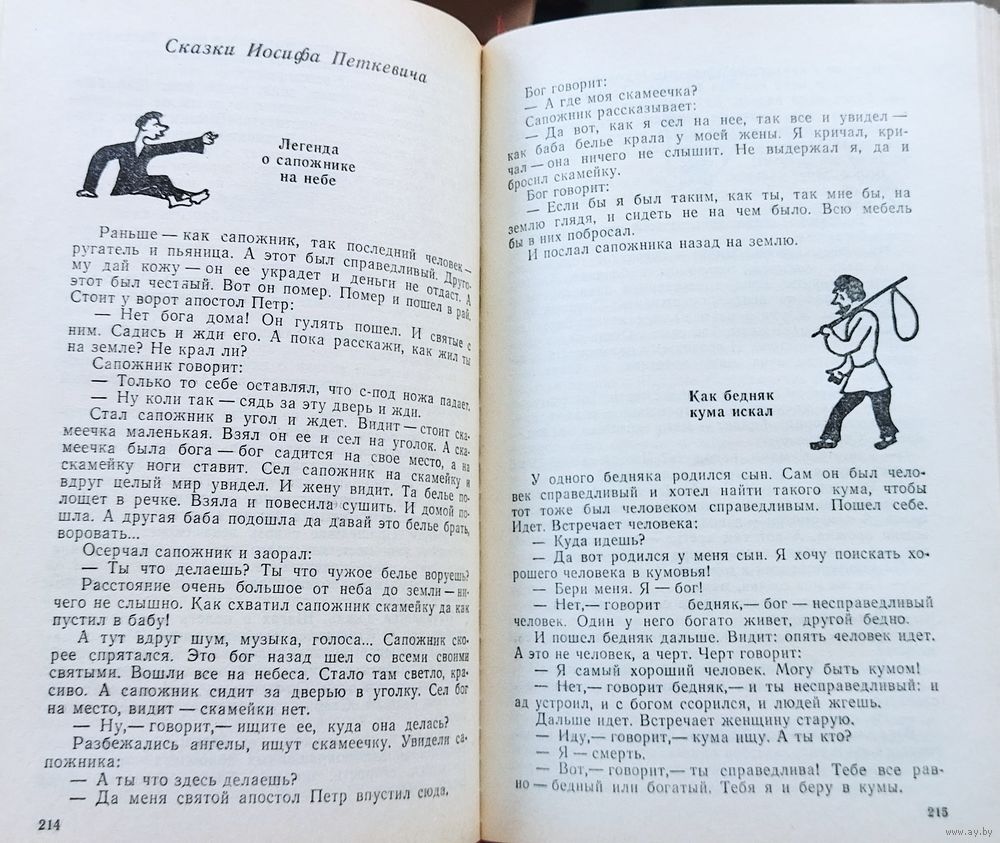 Сказки Иосифа Петкевича
Легенда
о сапожнике
на небе
Раньше — как сапожник, так последний человек —
ругатель и пьяница. А этот был справедливый. Друго-
му дай кожу — он ее украдет и деньги не отдаст. А
этот был честный. Вот он помер. Помер и пошел в рай.
Стоит у ворот апостол Петр:
— Нет бога дома! Он гулять пошел. И святые с
ним. Садись и жди его. А пока расскажи, как жил ты
на земле? Не крал ли?
Сапожник говорит:
— Только то себе оставлял, что с-под ножа падает.
— Ну коли так — сядь за эту дверь и жди.
Стал сапожник в угол и ждет. Видит — стоит ска-
меечка маленькая. Взял он ее и сел на уголок. А ска-
меечка была бога — бог садится на свое место, а на
скамейку ноги ставит. Сел сапожник на скамейку и
вдруг целый мир увидел. И жену видит. Та белье по-
лощет в речке. Взяла и повесила сушить. И домой по-
шла. А другая баба подошла да давай это белье брать,
воровать...
Осерчал сапожник и заорал:
— Ты что делаешь? Ты что чужое белье воруешь?
Расстояние очень большое от неба до земли — ни-
чего не слышно. Как схватил сапожник скамейку да как
пустил в бабу!
А тут вдруг шум, музыка, голоса... Сапожник ско-
рее спрятался. Это бог назад шел со всеми своими
святыми. Вошли все на небеса. Стало там светло, кра-
сиво. А сапожник сидит за дверью в уголку. Сел бог
на место, видит — скамейки нет.
— Ну,— говорит,— ищите ее, куда она делась?
Разбежались ангелы, ищут скамеечку. Увидели са-
пожника:
— А ты что здесь делаешь?
— Да меня святой апостол Петр впустил сюда.
214
Бог говорит:
— А где моя скамеечка?
Сапожник рассказывает:
— Да вот, как я сел на нее, так все и увидел —
как баба белье крала у моей жены. Я кричал, кри-
чал — она ничего не слышит. Не выдержал я, да и
бросил скамейку.
Бог говорит:
— Если бы я был таким, как ты, так мне бы, на
землю глядя, и сидеть не на чем было. Всю мебель
бы в них побросал.
И послал сапожника назад на землю.
Как бедняк
кума искал
У одного бедняка родился сын. Сам он был чело-
век справедливый и хотел найти такого кума, чтобы
тот тоже был человеком справедливым. Пошел себе.
Идет. Встречает человека:
— Куда идешь?
— Да вот родился у меня сын. Я хочу поискать хо-
рошего человека в кумовья!
— Бери меня. Я — бог!
— Нет,— говорит бедняк,— бог — несправедливый
человек. Один у него богато живет, другой бедно.
И пошел бедняк дальше. Видит: опять человек идет.
А это не человек, а черт. Черт говорит:
— Я самый хороший человек. Могу быть кумом!
— Нет,— говорит бедняк,— и ты несправедливый: и
ад устроил, и с богом ссорился, и людей жгешь.
Дальше идет. Встречает женщину старую.
— Иду,— говорит,— кума ищу. А ты кто?
— Я — смерть.
— Вот,— говорит,— ты справедлива! Тебе все рав-
но — бедный или богатый. Тебя я и беру в кумы.
215
www.ay.by